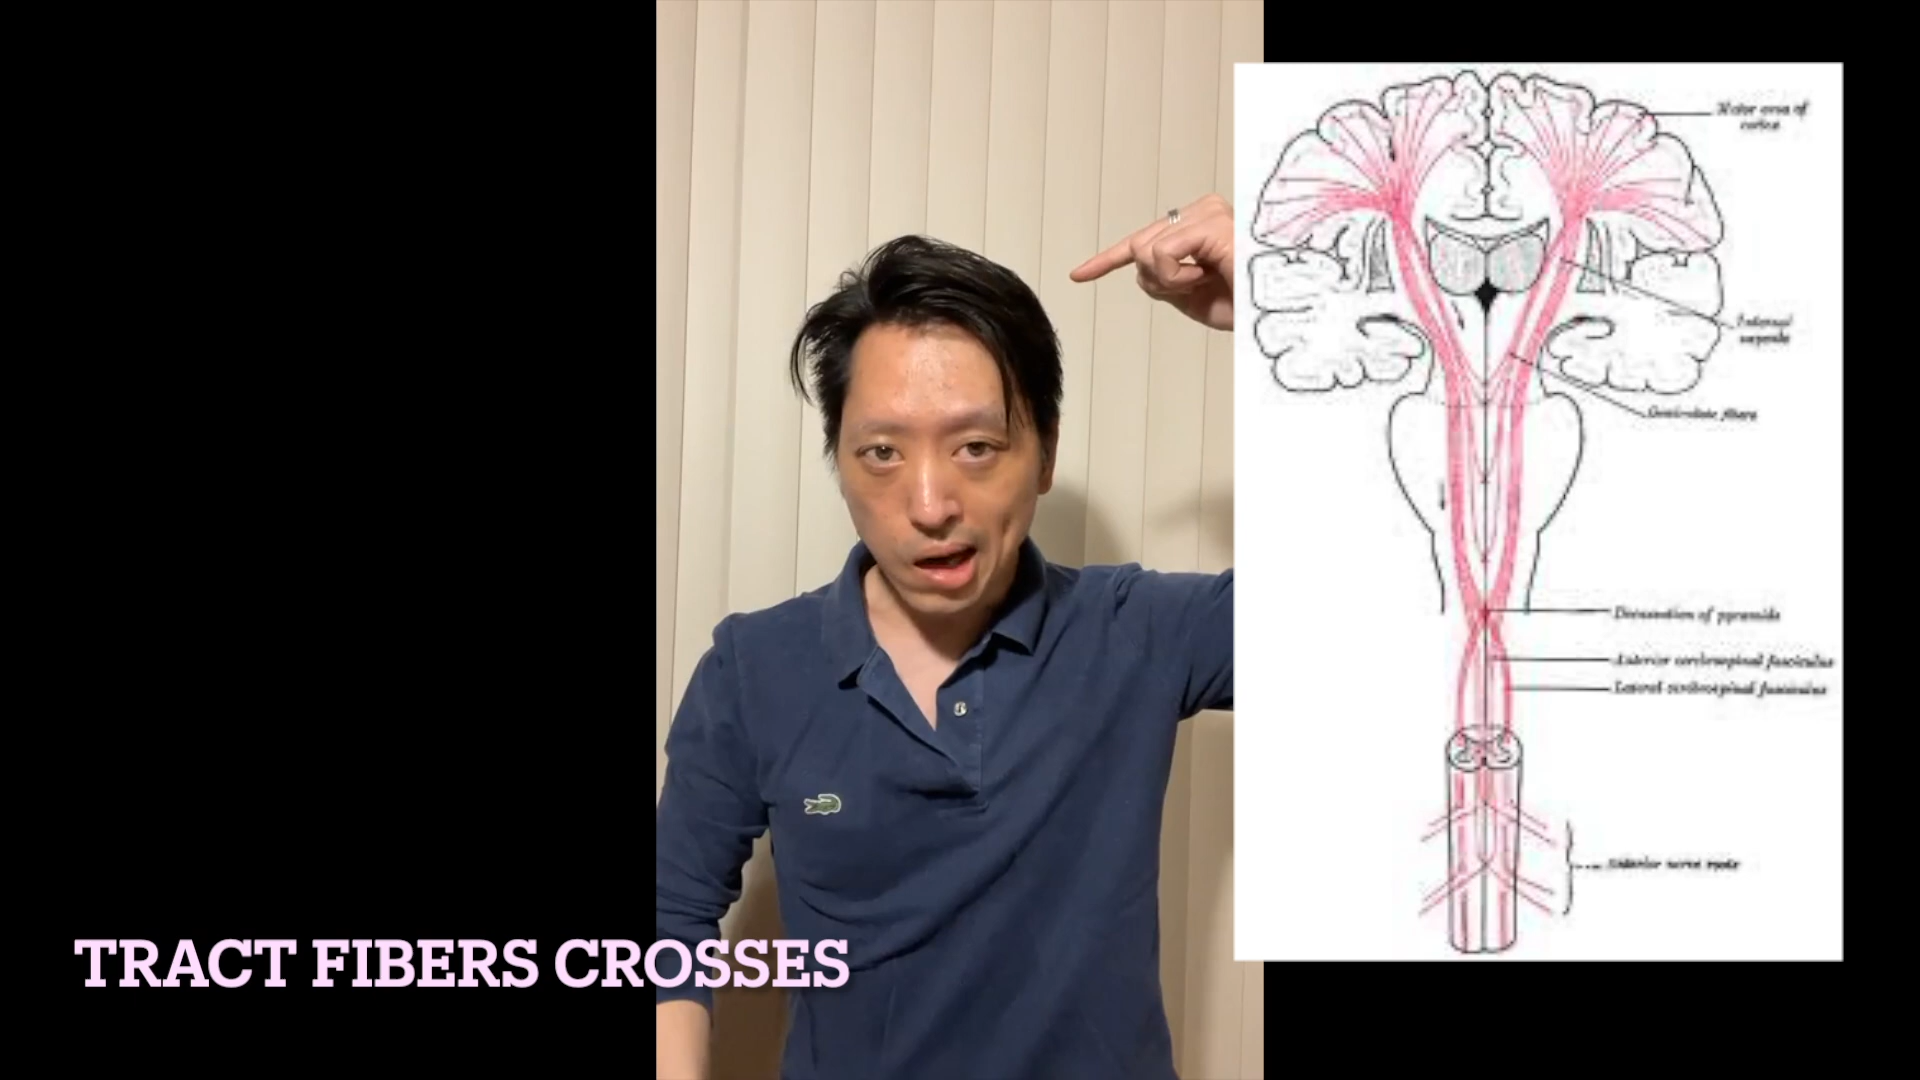 Motor area of
cortex
Internal
capsule
Geniculate fibers
Decussation of pyramids
Anterior cerebrospinal fasciculus
Lateral cerebrospinal fasciculus
Anterior nerve roots
TRACT FIBERS CROSSES